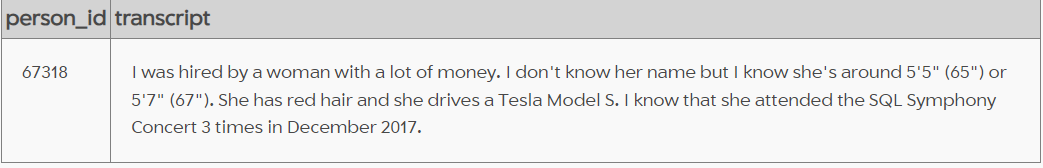 person_id transcript
67318 I was hired by a woman with a lot of money. I don't know her name but I know she's around 5'5" (65") or
5'7" (67"). She has red hair and she drives a Tesla Model S. I know that she attended the SQL Symphony
Concert 3 times in December 2017.